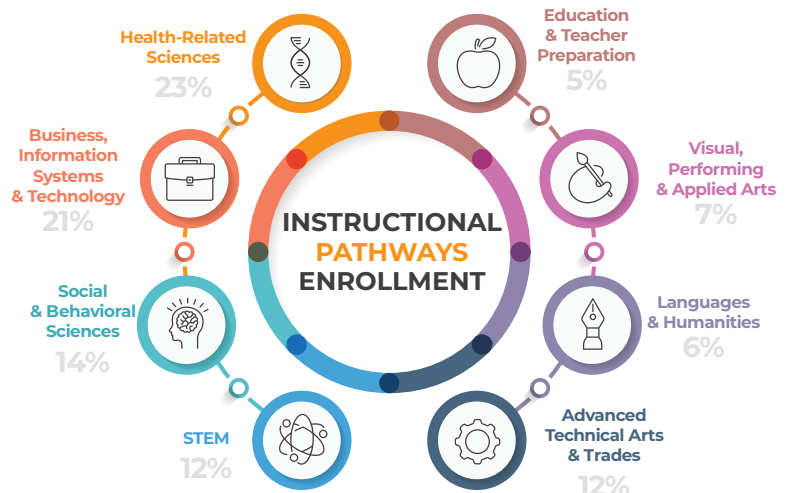 Health-Related
Sciences
23%
Business,
Information
Systems
& Technology
21%
Social
& Behavioral
Sciences
14%
STEM
12%
INSTRUCTIONAL
PATHWAYS
ENROLLMENT
Education
& Teacher
Preparation
5%
Visual,
Performing
& Applied Arts
7%
Languages
& Humanities
6%
Advanced
Technical Arts
& Trades
12%